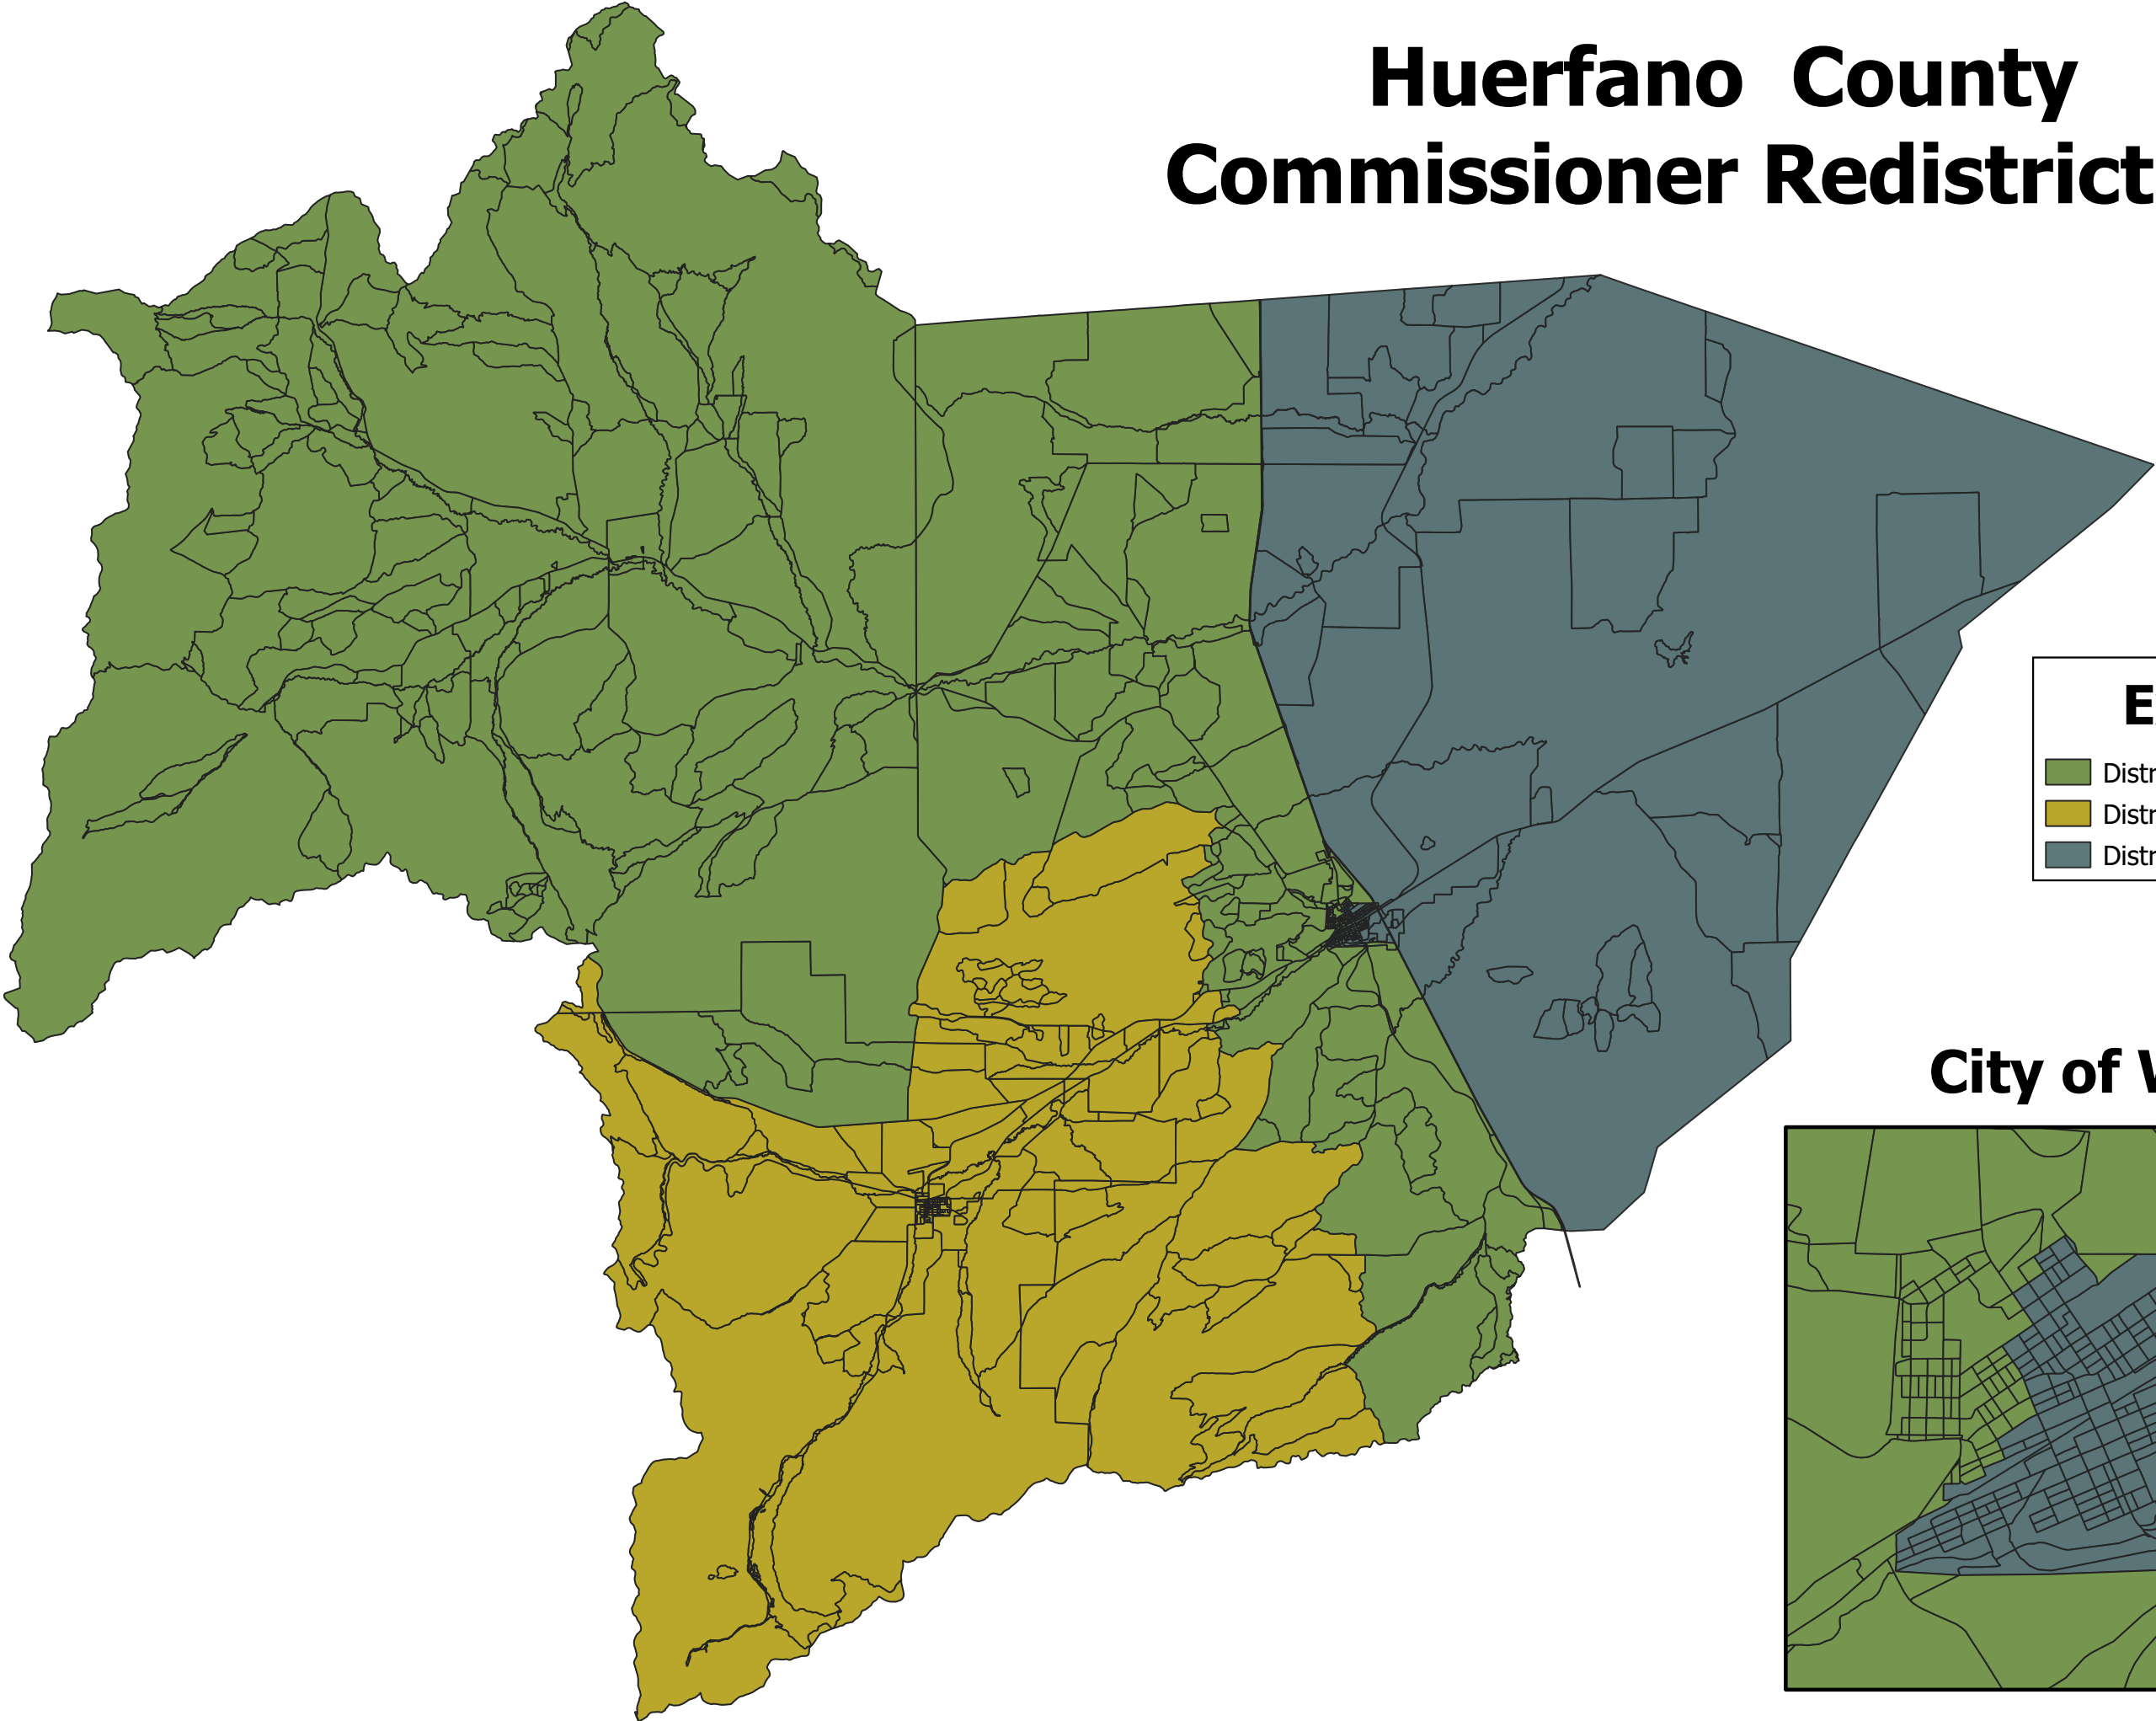 Huerfano County
Commissioner Redistrict
E
Distr
Distr
Distr
City of W